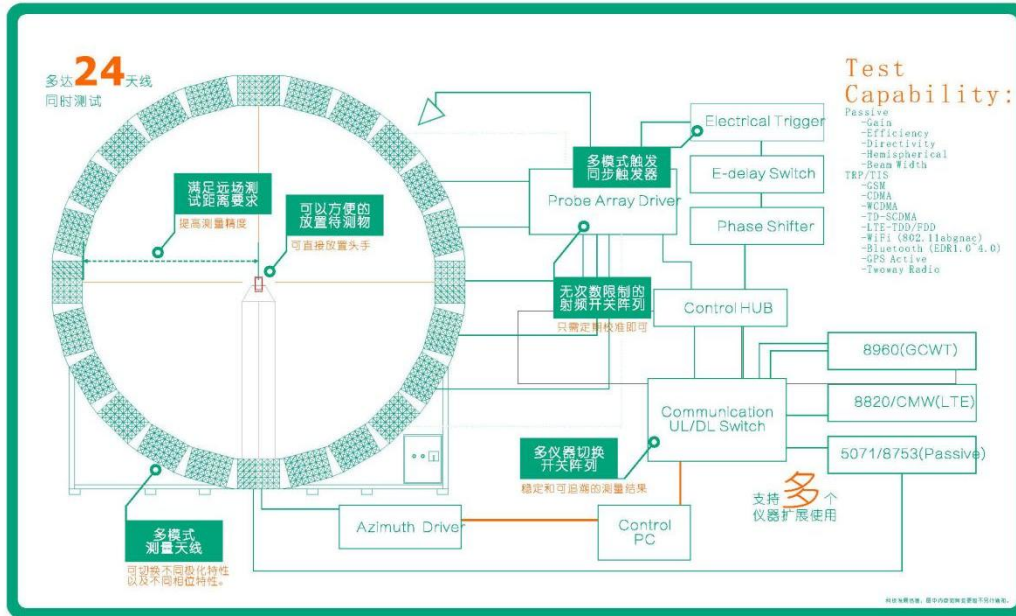 多达24天线
同时测试
满足远场测
试距离要求
提高测量精度
可以方便的
放置待测物
可直接放置头手
多模式触发
同步触发器
Electrical Trigger
E-delay Switch
Phase Shifter
Probe Array Driver
无次数限制的
射频开关阵列
只需定期校准即可
Control HUB
8960(GCWT)
8820/CMW(LTE)
5071/8753(Passive)
Communication
UL/DL Switch
多仪器切换
开关阵列
稳定和可追溯的测量结果
支持多个
仪器扩展使用
Azimuth Driver
Control
PC
多模式
测量天线
可切换不同极化特性
以及不同相位特性。
Test
Capability:
Passive
-Gain
-Efficiency
-Directivity
-Hemispherical
-Beam Width
TRP/TIS
-GSM
-CDMA
-WCDMA
-TD-SCDMA
-LTE-TDD/FDD
-WiFi (802.11abgnac)
-Bluetooth (EDR1.0~4.0)
-GPS Active
-Twoway Radio